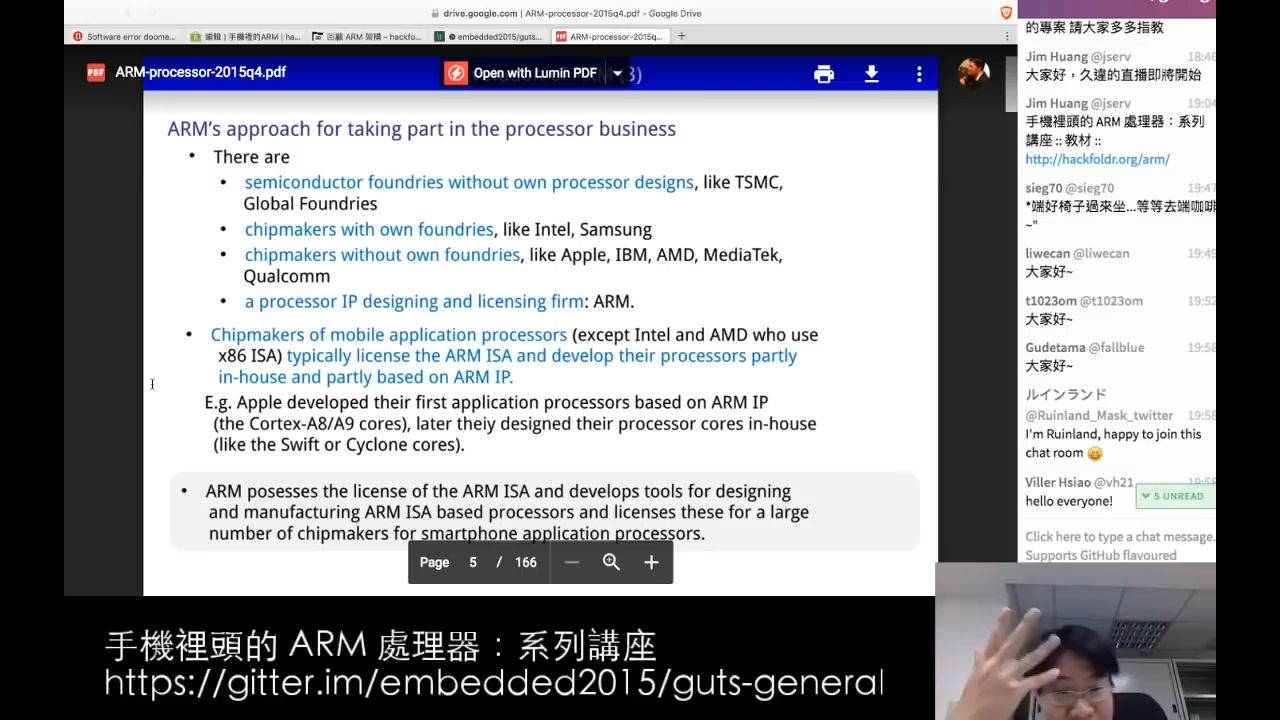 drive.google.com | ARM-processor-2015q4.pdf - Google Drive
Software error doome...
編輯 | 手機裡的ARM | ha...
回顧 ARM 架構 – hackfo...
embedded2015/guts...
ARM-processor-2015q4...
ARM-processor-2015q4.pdf
Open with Lumin PDF
(3)
ARM's approach for taking part in the processor business
• There are
• semiconductor foundries without own processor designs, like TSMC,
Global Foundries
• chipmakers with own foundries, like Intel, Samsung
• chipmakers without own foundries, like Apple, IBM, AMD, MediaTek,
Qualcomm
• a processor IP designing and licensing firm: ARM.
• Chipmakers of mobile application processors (except Intel and AMD who use
x86 ISA) typically license the ARM ISA and develop their processors partly
in-house and partly based on ARM IP.
E.g. Apple developed their first application processors based on ARM IP
(the Cortex-A8/A9 cores), later theiy designed their processor cores in-house
(like the Swift or Cyclone cores).
• ARM posesses the license of the ARM ISA and develops tools for designing
and manufacturing ARM ISA based processors and licenses these for a large
number of chipmakers for smartphone application processors.
Page 5 / 166
的專案 請大家多多指教
Jim Huang @jserv 18:46
大家好，久違的直播即將開始
Jim Huang @jserv 19:04
手機裡頭的 ARM 處理器：系列
講座 :: 教材 ::
http://hackfoldr.org/arm/
sieg70 @sieg70 19:47
*端好椅子過來坐...等等去端咖啡
~"
liwecan @liwecan 19:49
大家好~
t1023om @t1023om 19:52
大家好~
Gudetama @fallblue 19:58
大家好~
ルインランド
@Ruinland_Mask_twitter 19:58
I'm Ruinland, happy to join this
chat room
Viller Hsiao @vh21
hello everyone!
5 UNREAD
Click here to type a chat message.
Supports GitHub flavoured
手機裡頭的 ARM 處理器：系列講座
https://gitter.im/embedded2015/guts-general